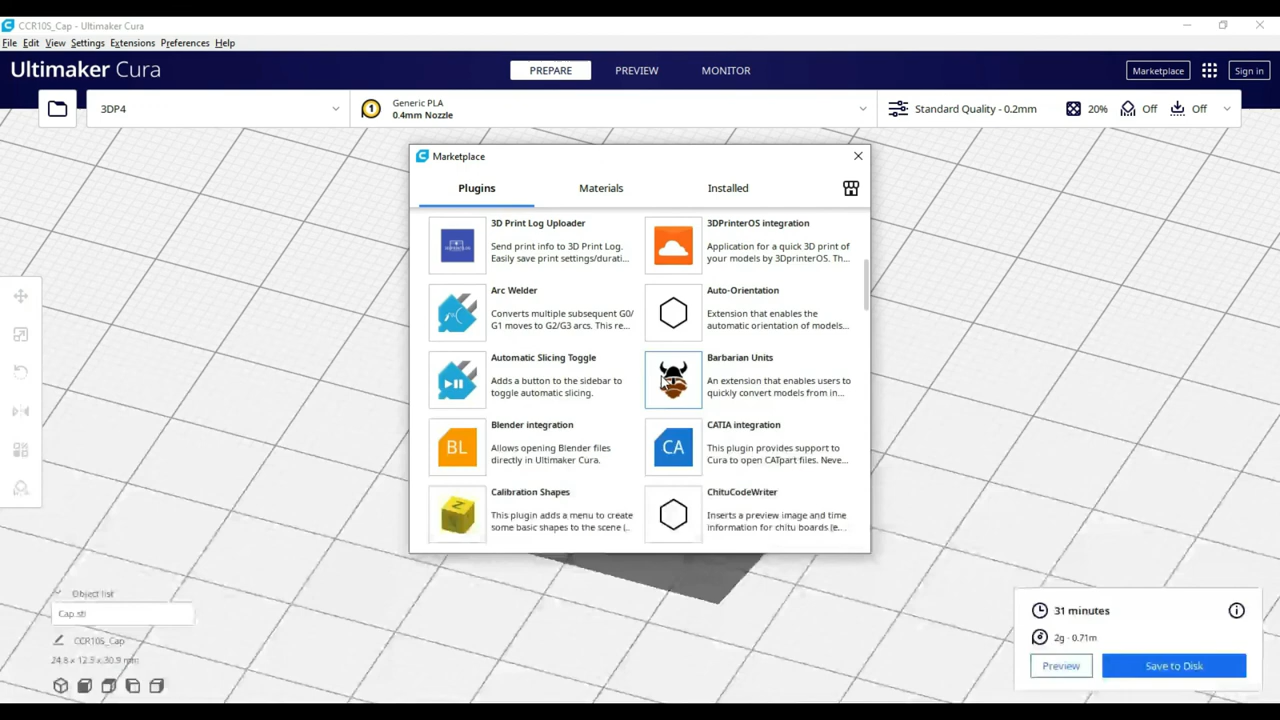 CCR10S_Cap - Ultimaker Cura
File Edit View Settings Extensions Preferences Help
Ultimaker Cura
PREPARE
PREVIEW
MONITOR
Marketplace
Sign in
3DP4
1
Generic PLA
0.4mm Nozzle
Standard Quality - 0.2mm
20%
Off
Off
Marketplace
Plugins
Materials
Installed
3D Print Log Uploader
Send print info to 3D Print Log.
Easily save print settings/durati...
3DPrinterOS integration
Application for a quick 3D print of
your models by 3DprinterOS. Th...
Arc Welder
Converts multiple subsequent G0/
G1 moves to G2/G3 arcs. This re...
Auto-Orientation
Extension that enables the
automatic orientation of models...
Automatic Slicing Toggle
Adds a button to the sidebar to
toggle automatic slicing.
Barbarian Units
An extension that enables users to
quickly convert models from in...
BL
Blender integration
Allows opening Blender files
directly in Ultimaker Cura.
CA
CATIA integration
This plugin provides support to
Cura to open CATpart files. Neve...
Z
Calibration Shapes
This plugin adds a menu to create
some basic shapes to the scene (..
ChituCodeWriter
Inserts a preview image and time
information for chitu boards (e...
Object list
Cap.stl
CCR10S_Cap
24.8 x 12.3 x 30.9 mm
31 minutes
2g · 0.71m
Preview
Save to Disk